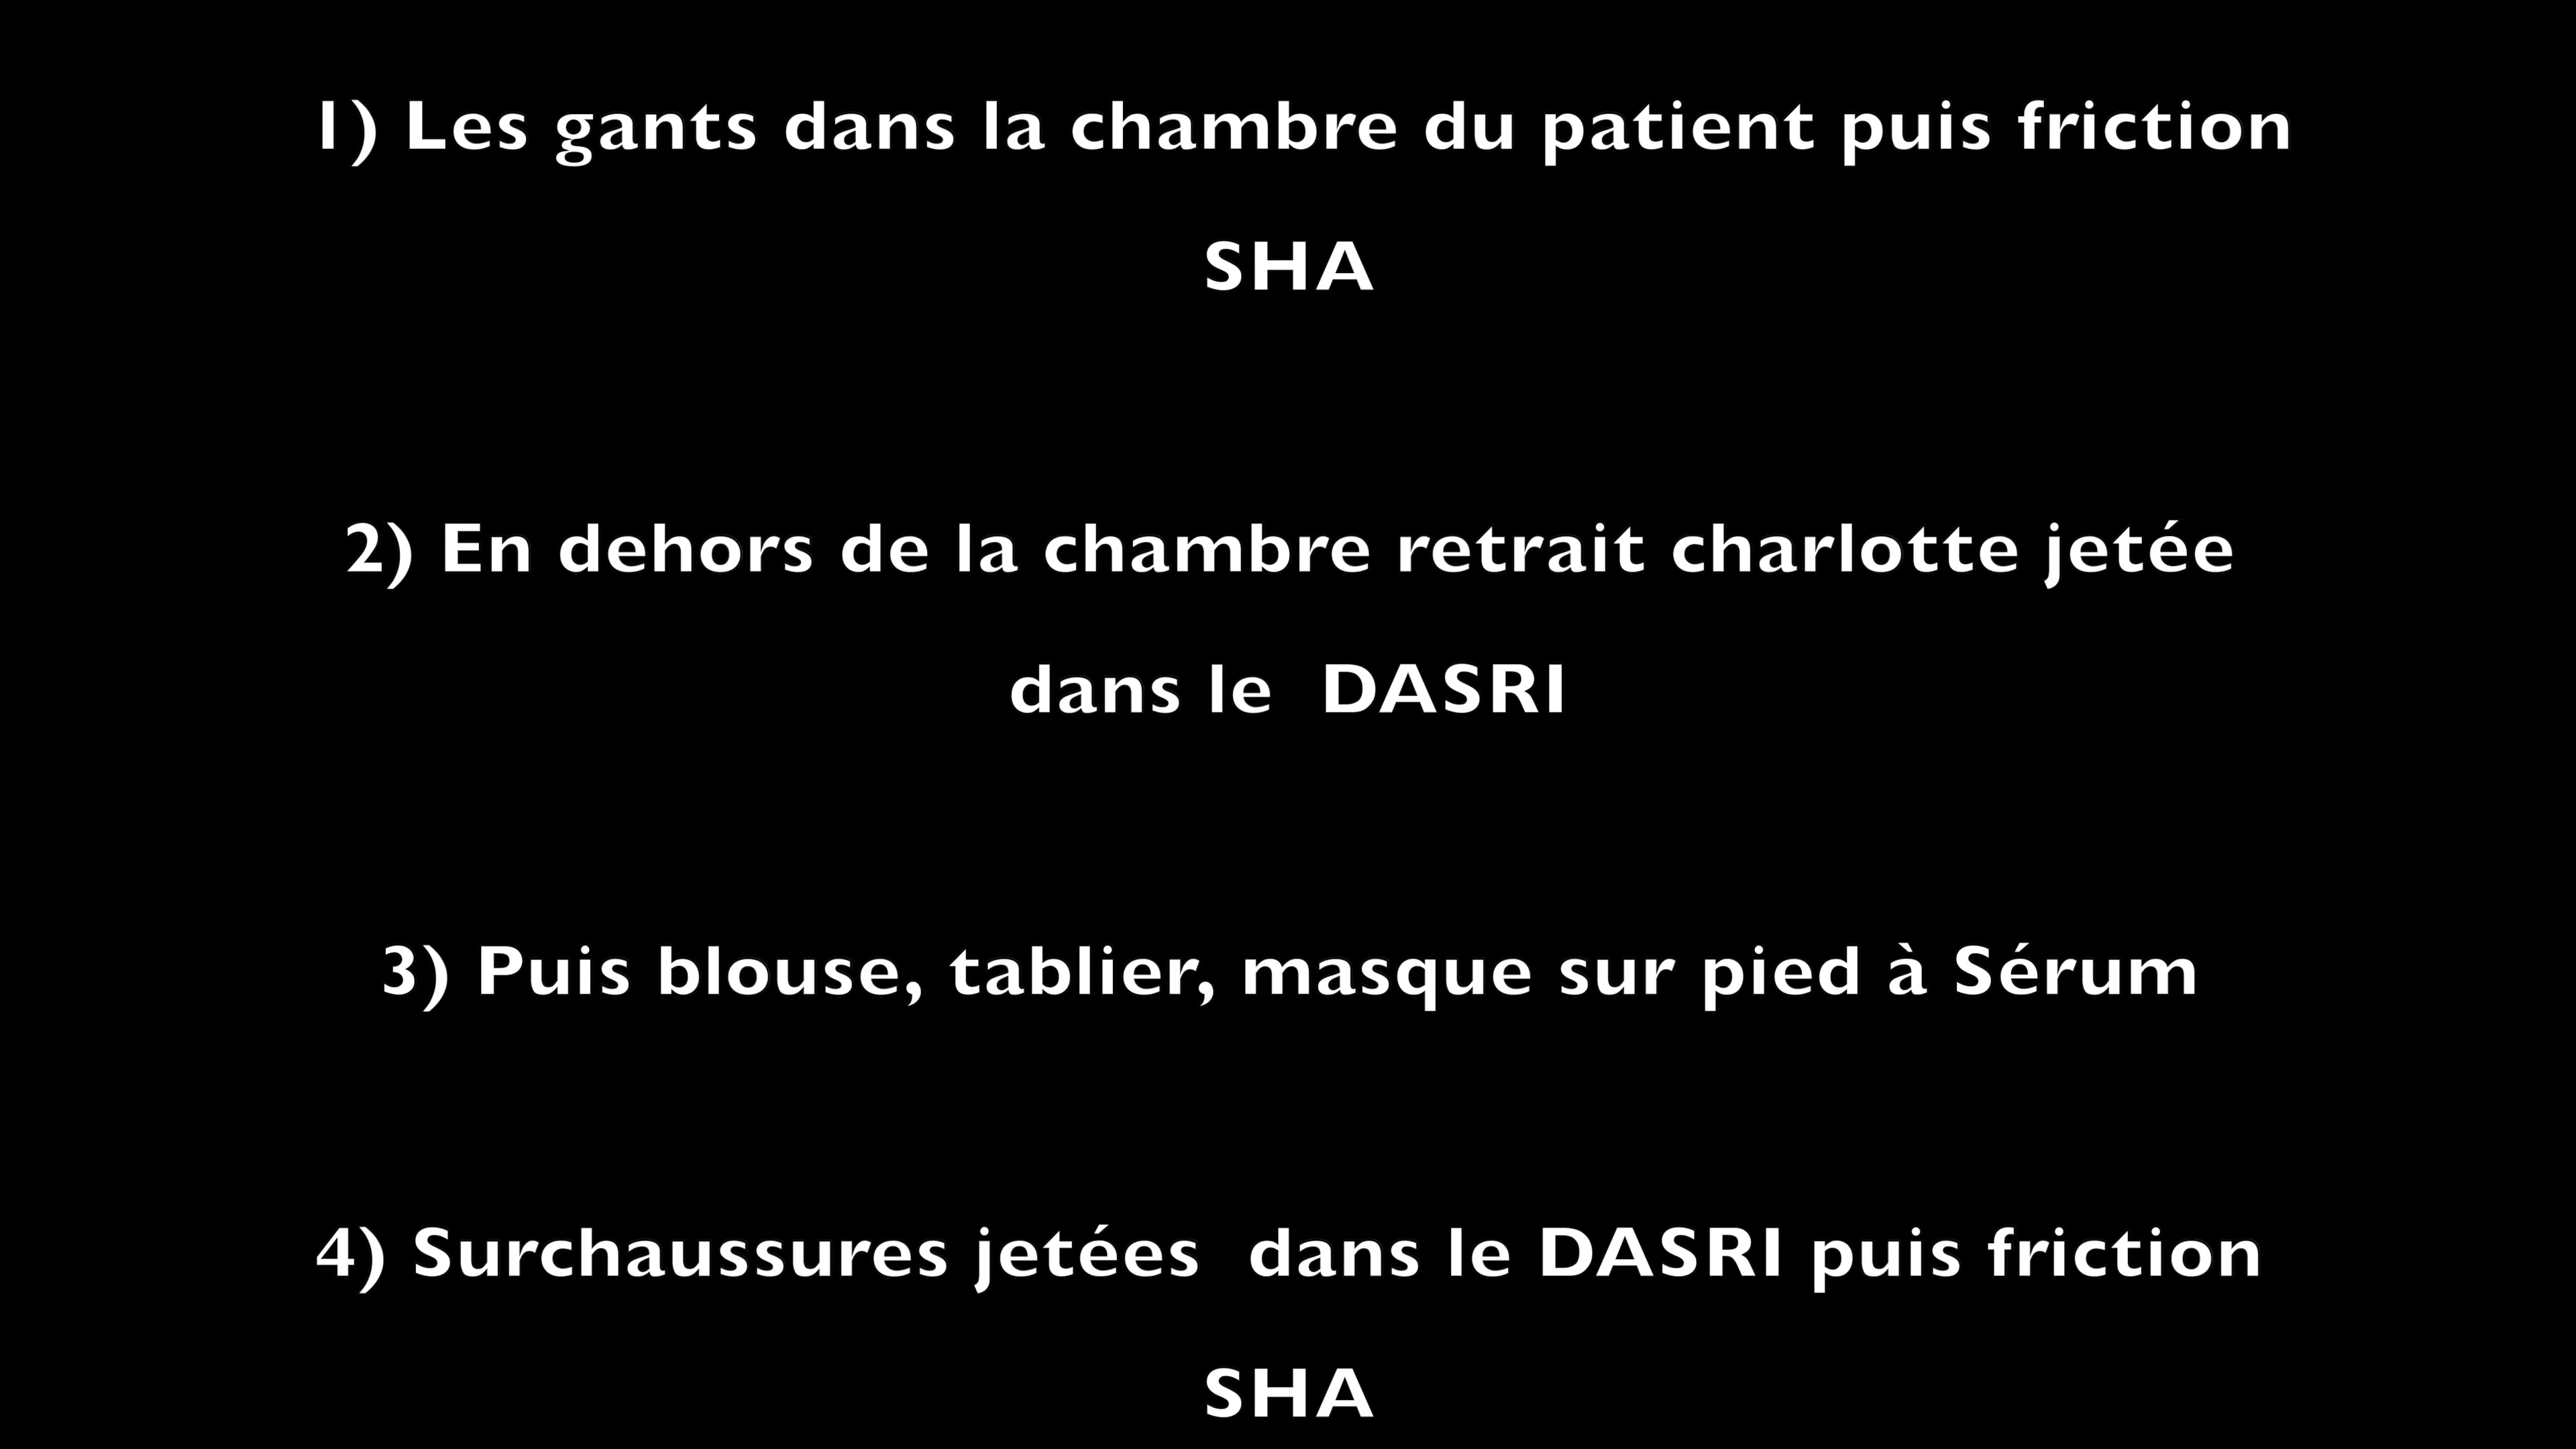 1) Les gants dans la chambre du patient puis friction
SHA
2) En dehors de la chambre retrait charlotte jetée
dans le  DASRI
3) Puis blouse, tablier, masque sur pied à Sérum
4) Surchaussures jetées  dans le DASRI puis friction
SHA